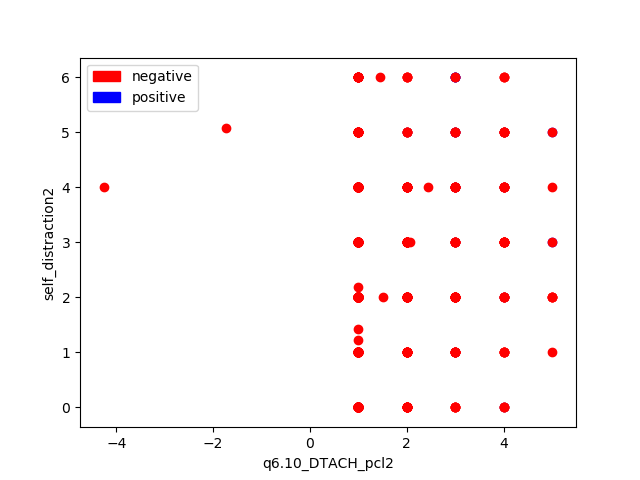 negative
positive
6
5
4
3
2
1
0
self_distraction2
−4 −2 0 2 4
q6.10_DTACH_pcl2